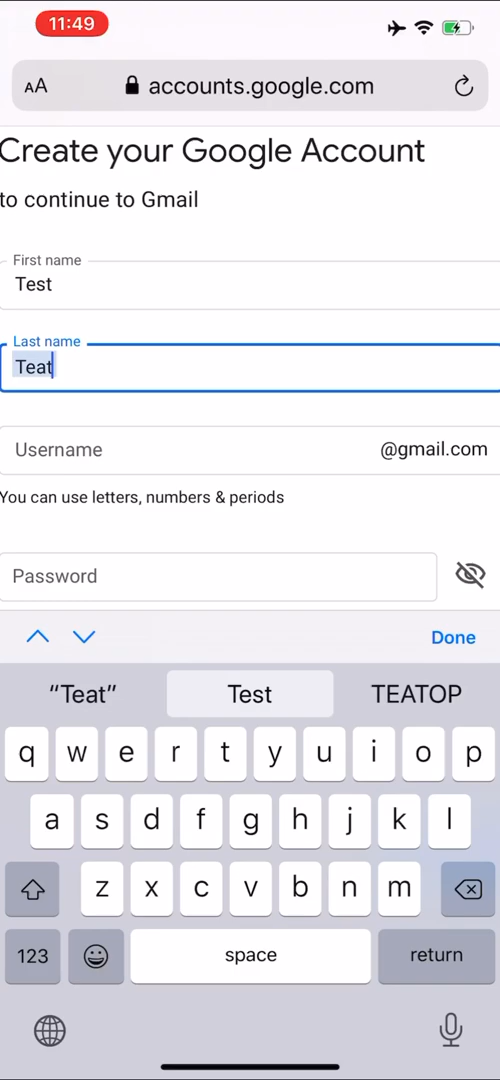 11:49
AA accounts.google.com
Create your Google Account
to continue to Gmail
First name
Test
Last name
Teat
Username @gmail.com
You can use letters, numbers & periods
Password
Done
“Teat” Test TEATOP
q w e r t y u i o p
a s d f g h j k l
z x c v b n m
123 space return